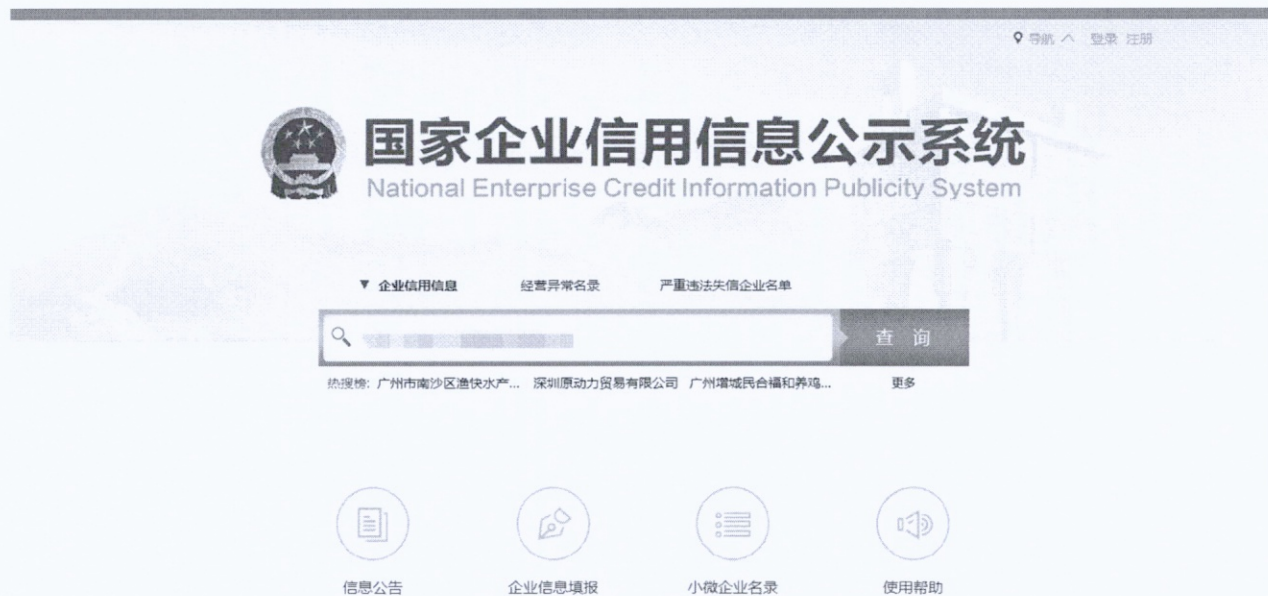 导航 登录 注册
国家企业信用信息公示系统
National Enterprise Credit Information Publicity System
▼ 企业信用信息 经营异常名录 严重违法失信企业名单
查 询
热搜榜: 广州市南沙区渔快水产... 深圳原动力贸易有限公司 广州增城民合福和养鸡... 更多
信息公告 企业信息填报 小微企业名录 使用帮助